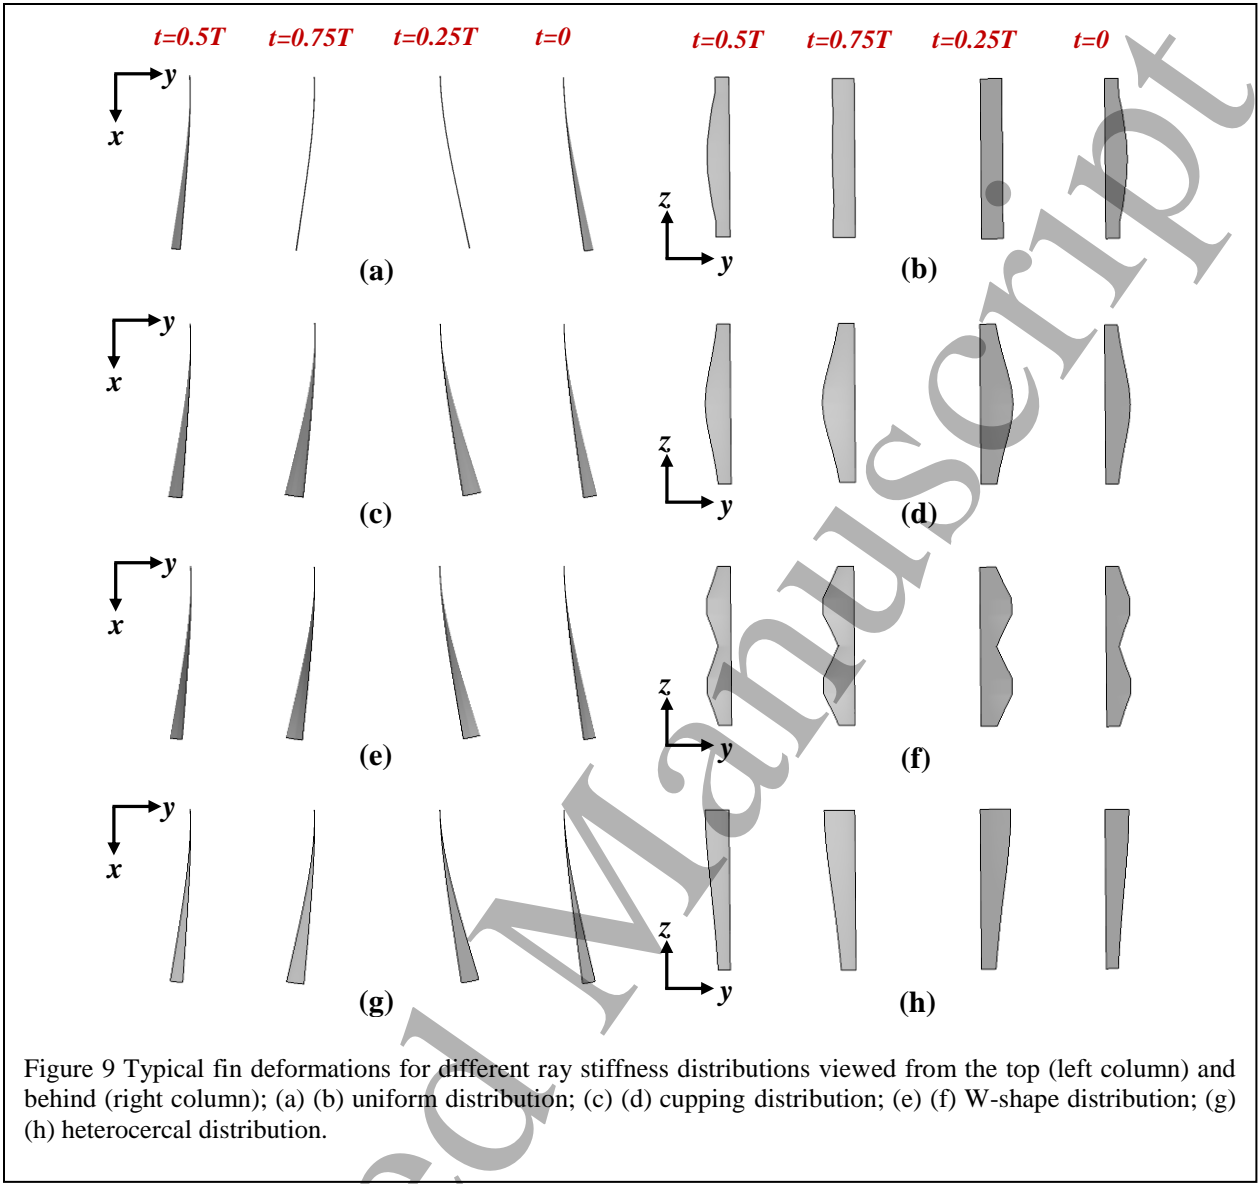 t=0.5T t=0.75T t=0.25T t=0 t=0.5T t=0.75T t=0.25T t=0
y
x
z
y
(a) (b)
y
x
z
y
(c) (d)
y
x
z
y
(e) (f)
y
x
z
y
(g) (h)
Figure 9 Typical fin deformations for different ray stiffness distributions viewed from the top (left column) and
behind (right column); (a) (b) uniform distribution; (c) (d) cupping distribution; (e) (f) W-shape distribution; (g)
(h) heterocercal distribution.
ed Manuscript